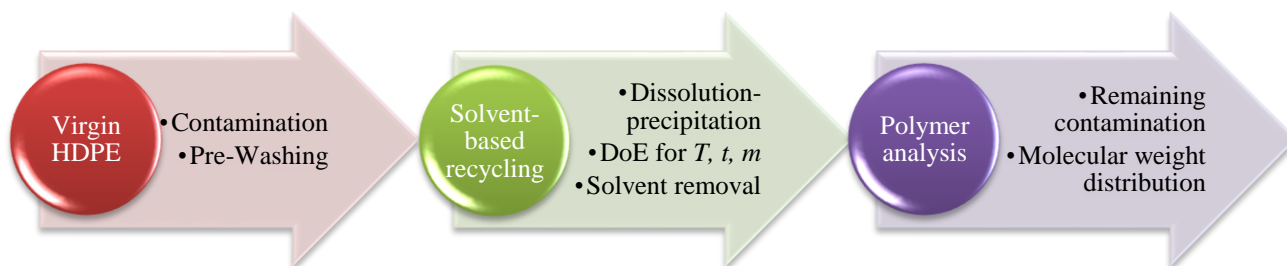 Virgin
HDPE
•Contamination
•Pre-Washing
Solvent-
based
recycling
•Dissolution-
precipitation
•DoE for T, t, m
•Solvent removal
Polymer
analysis
•Remaining
contamination
•Molecular weight
distribution